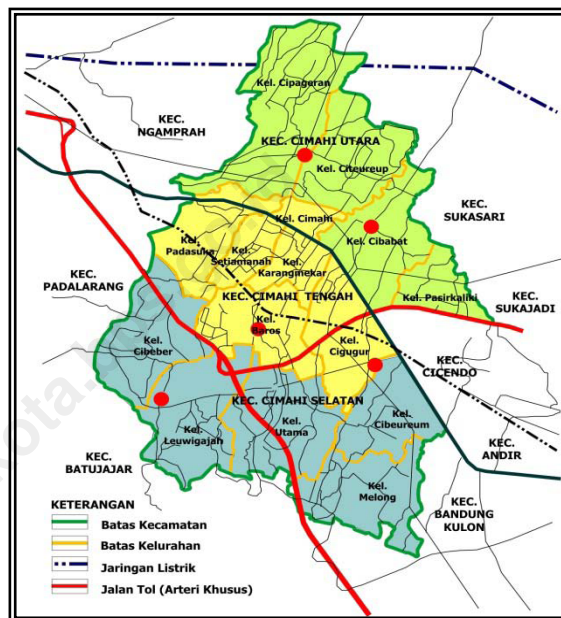 Kel. Cipageran
KEC.
NGAMPRAH
KEC. CIMAHI UTARA
Kel. Citeureup
KEC.
SUKASARI
Kel. Cimahi
Kel. Cibabat
Kel.
Padasuka
Kel.
Setiamanah
Kel.
Karangmekar
KEC.
PADALARANG
KEC. CIMAHI TENGAH
Kel. Pasirkaliki
KEC.
SUKAJADI
Kel.
Baros
Kel.
Cibeber
Kel.
Cigugur
KEC.
CICENDO
KEC. CIMAHI SELATAN
Kel.
Leuwigajah
Kel.
Utama
Kel.
Cibeureum
KEC.
ANDIR
KEC.
BATUJAJAR
Kel.
Melong
KEC.
BANDUNG
KULON
KETERANGAN
Batas Kecamatan
Batas Kelurahan
Jaringan Listrik
Jalan Tol (Arteri Khusus)